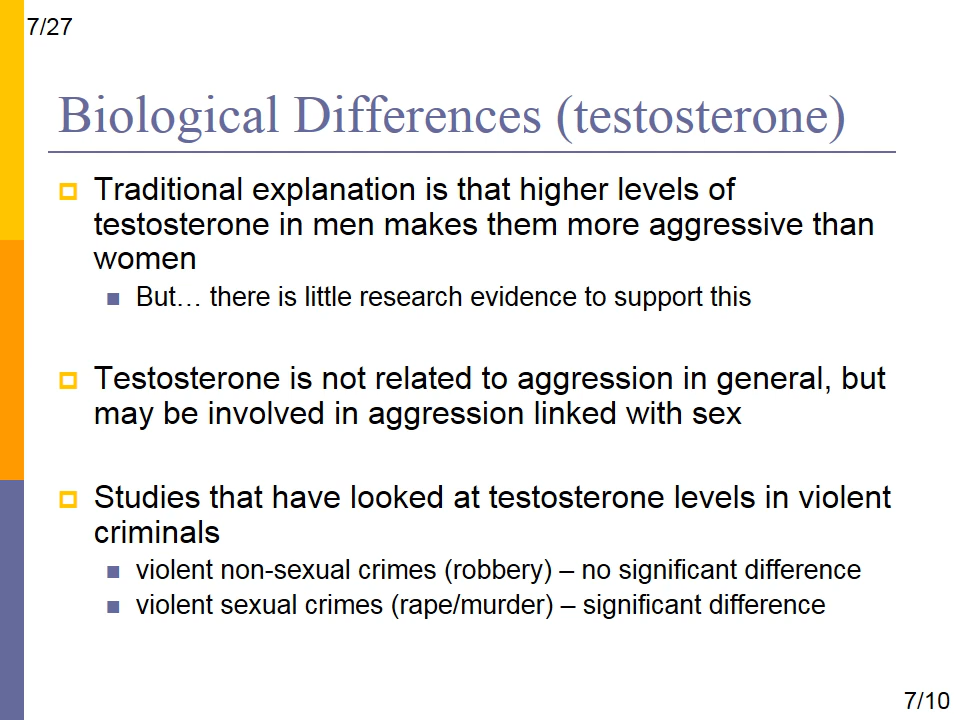 7/27
Biological Differences (testosterone)
Traditional explanation is that higher levels of
testosterone in men makes them more aggressive than
women
But… there is little research evidence to support this
Testosterone is not related to aggression in general, but
may be involved in aggression linked with sex
Studies that have looked at testosterone levels in violent
criminals
violent non-sexual crimes (robbery) – no significant difference
violent sexual crimes (rape/murder) – significant difference
7/10